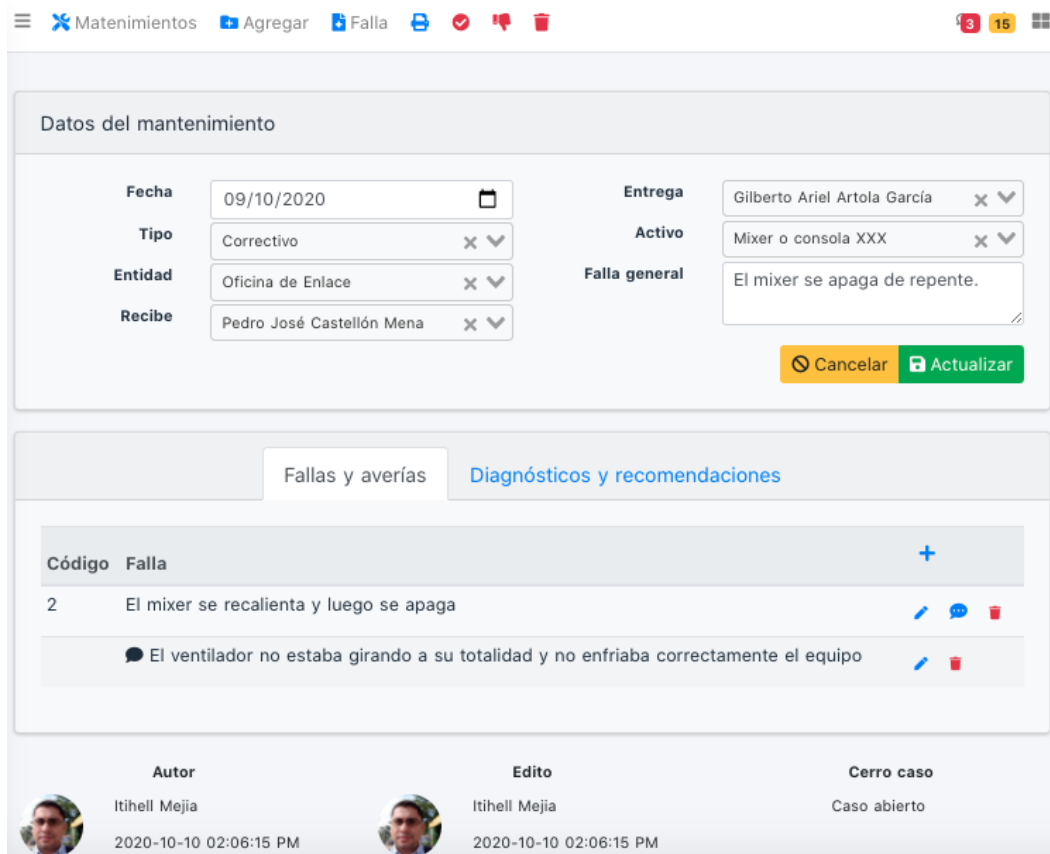 Matenimientos Agregar Falla 3 15
Datos del mantenimiento
Fecha 09/10/2020 Entrega Gilberto Ariel Artola García
Tipo Correctivo Activo Mixer o consola XXX
Entidad Oficina de Enlace Falla general El mixer se apaga de repente.
Recibe Pedro José Castellón Mena
Cancelar Actualizar
Fallas y averías Diagnósticos y recomendaciones
Código Falla
2 El mixer se recalienta y luego se apaga
El ventilador no estaba girando a su totalidad y no enfriaba correctamente el equipo
Autor Edito Cerro caso
Itihell Mejia Itihell Mejia Caso abierto
2020-10-10 02:06:15 PM 2020-10-10 02:06:15 PM